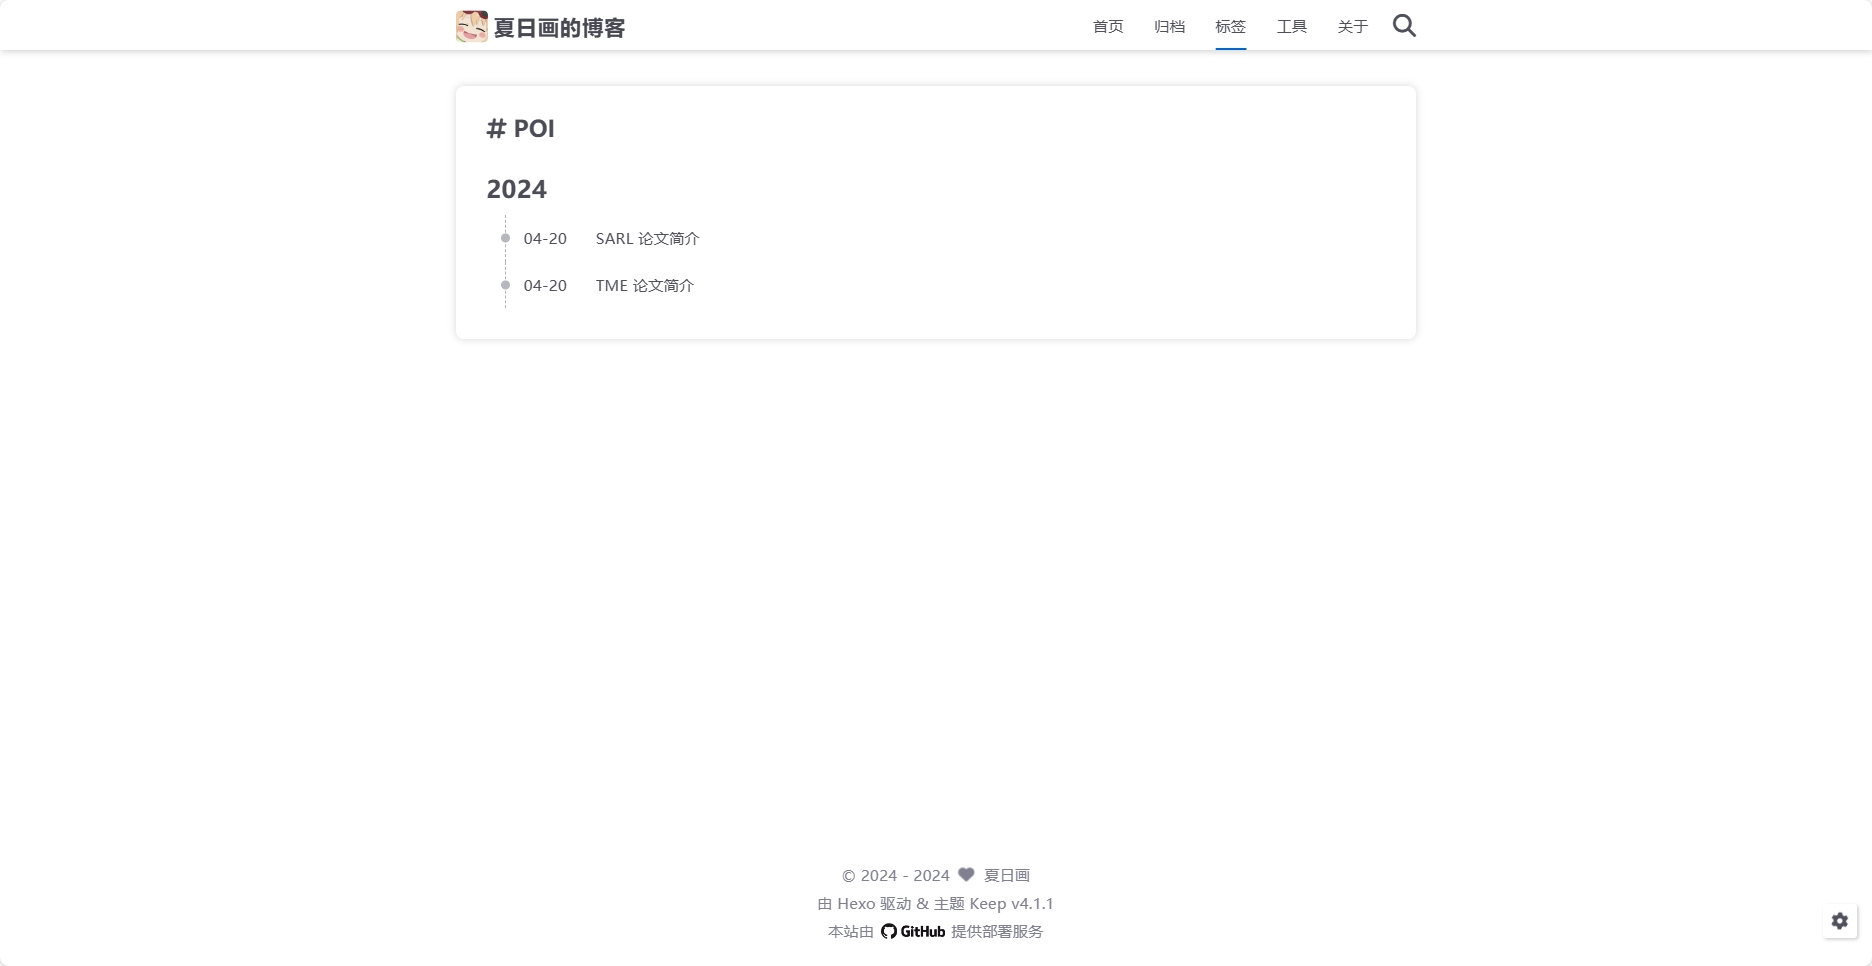 夏日画的博客
首页 归档 标签 工具 关于
# POI
2024
04-20 SARL 论文简介
04-20 TME 论文简介
© 2024 - 2024 夏日画
由 Hexo 驱动 & 主题 Keep v4.1.1
本站由 GitHub 提供部署服务